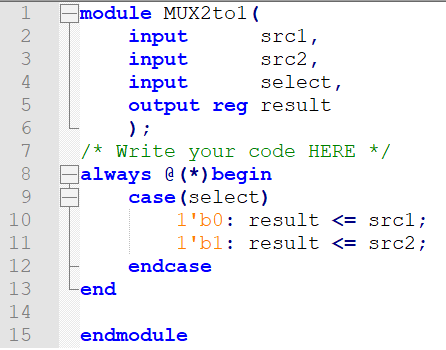 1 module MUX2to1(
2     input      src1,
3     input      src2,
4     input      select,
5     output reg result
6     );
7 /* Write your code HERE */
8 always @(*)begin
9     case(select)
10         1'b0: result <= src1;
11         1'b1: result <= src2;
12     endcase
13 end
14
15 endmodule